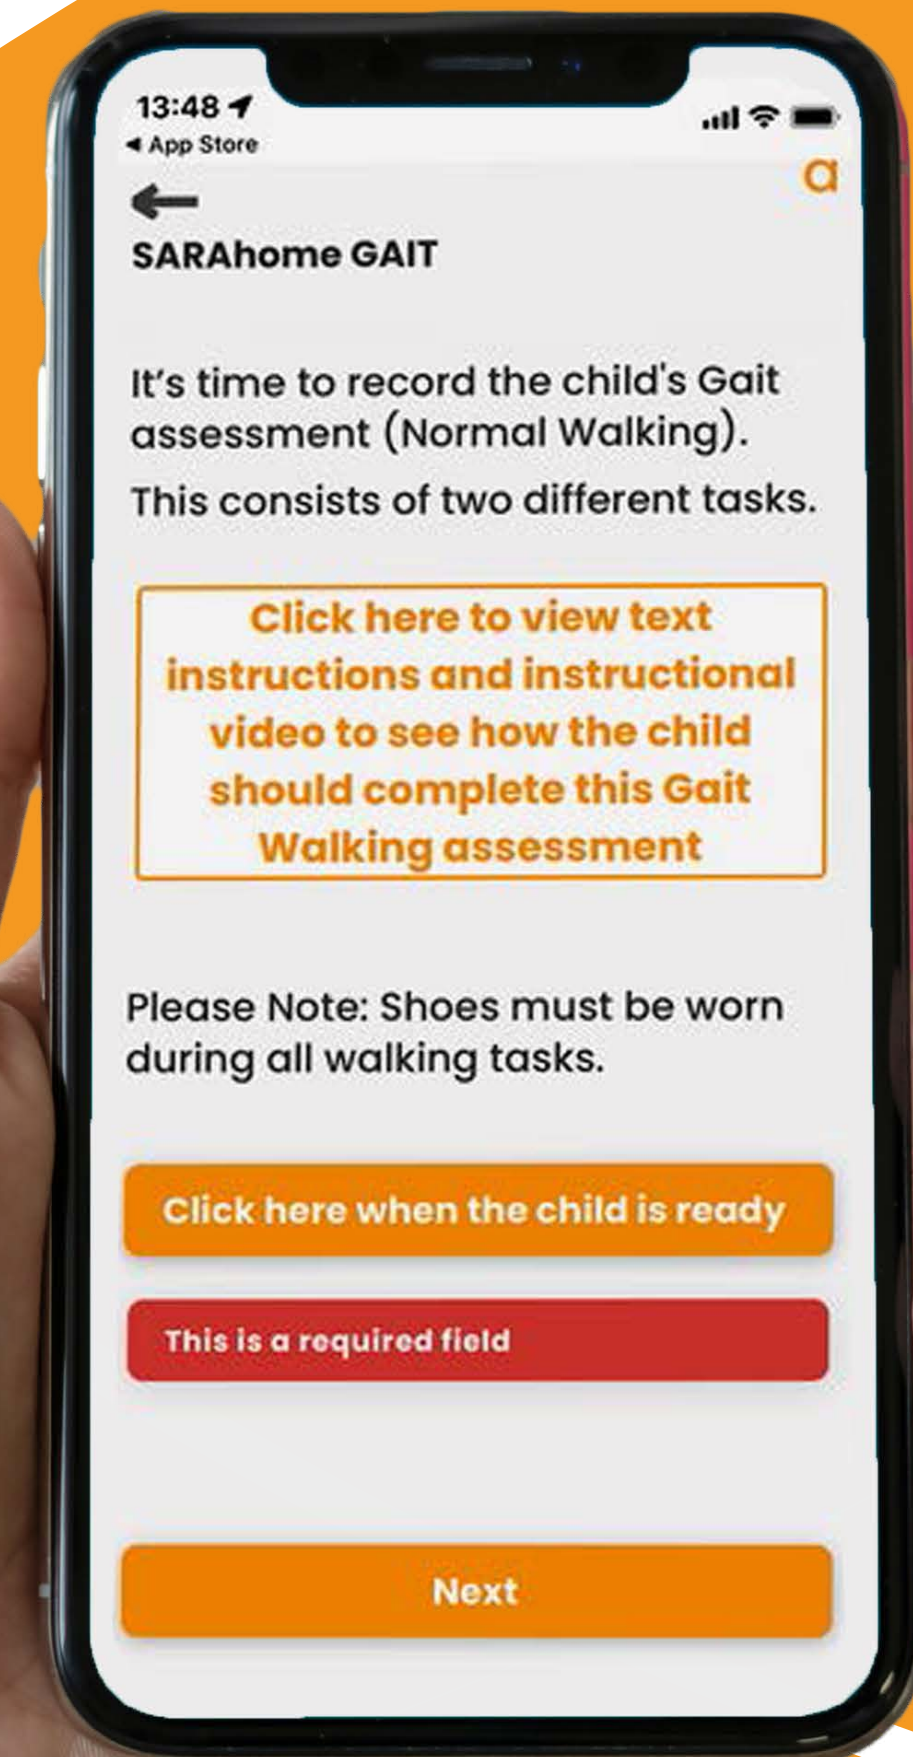 13:48
App Store
a
SARAhome GAIT
It's time to record the child's Gait
assessment (Normal Walking).
This consists of two different tasks.
Click here to view text
instructions and instructional
video to see how the child
should complete this Gait
Walking assessment
Please Note: Shoes must be worn
during all walking tasks.
Click here when the child is ready
This is a required field
Next